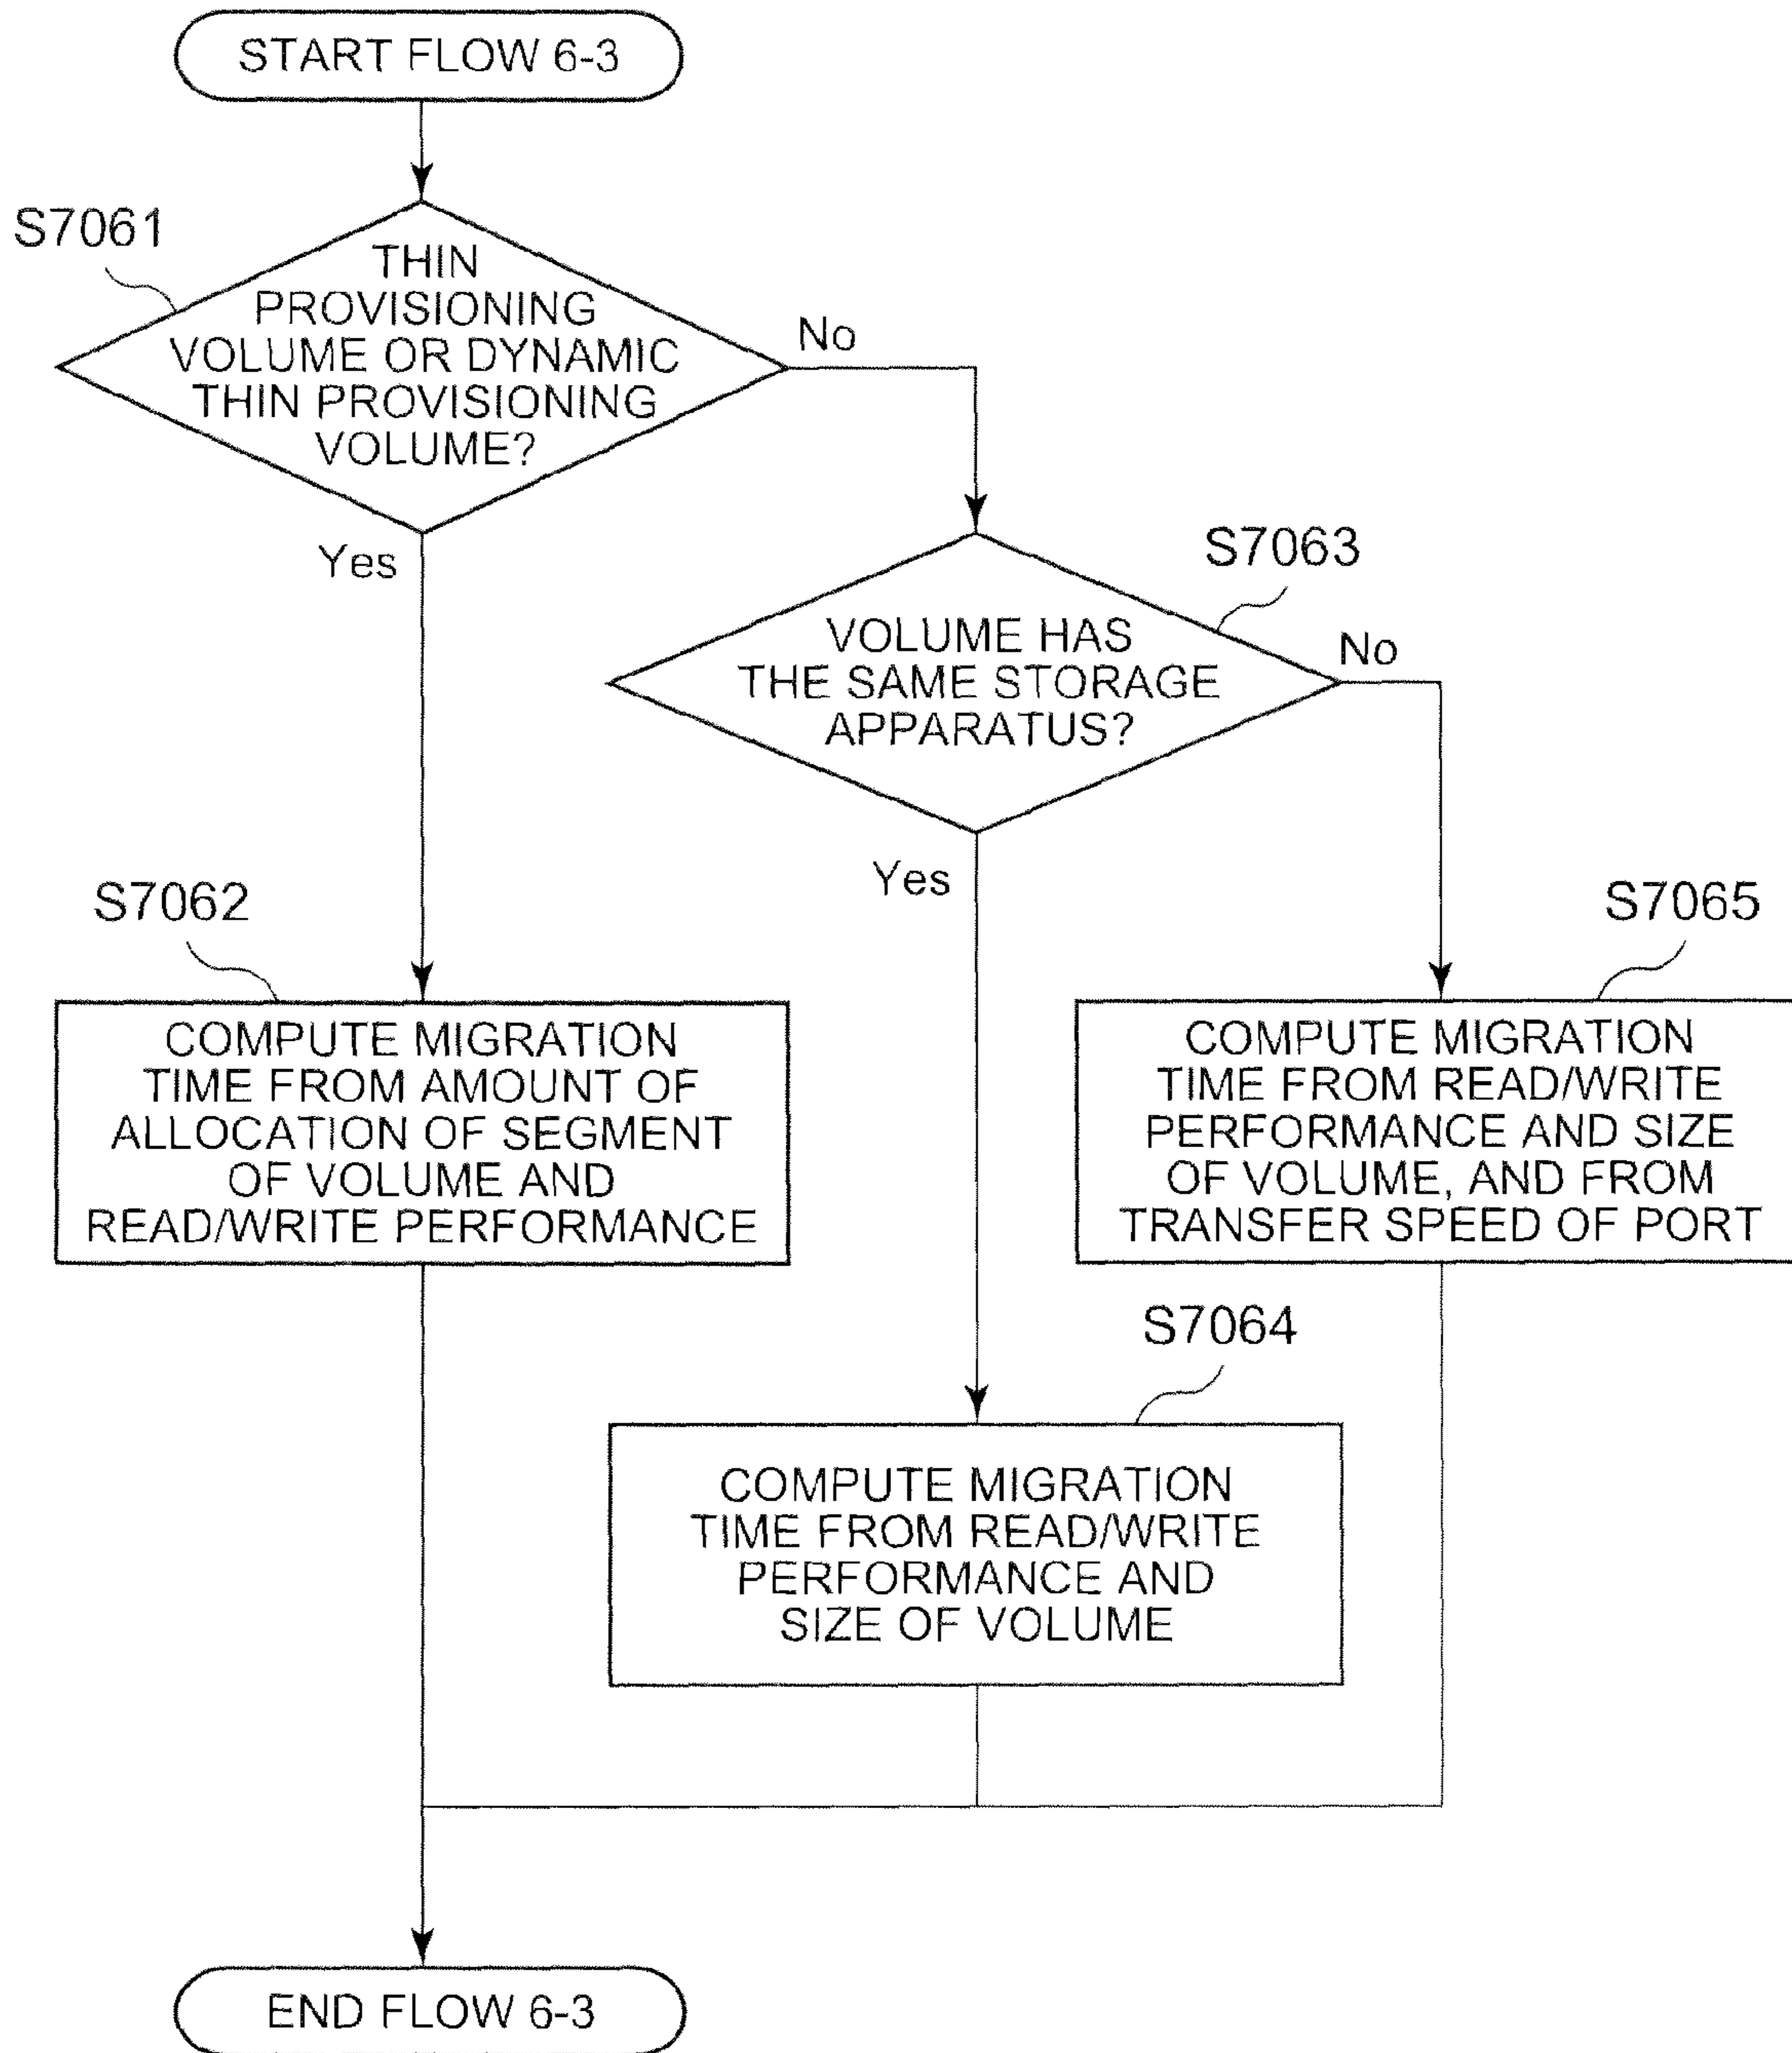 START FLOW 6-3
S7061
THIN
PROVISIONING
VOLUME OR DYNAMIC
THIN PROVISIONING
VOLUME?
No
Yes
S7063
VOLUME HAS
THE SAME STORAGE
APPARATUS?
No
Yes
S7062
COMPUTE MIGRATION
TIME FROM AMOUNT OF
ALLOCATION OF SEGMENT
OF VOLUME AND
READ/WRITE PERFORMANCE
S7065
COMPUTE MIGRATION
TIME FROM READ/WRITE
PERFORMANCE AND SIZE
OF VOLUME, AND FROM
TRANSFER SPEED OF PORT
S7064
COMPUTE MIGRATION
TIME FROM READ/WRITE
PERFORMANCE AND
SIZE OF VOLUME
END FLOW 6-3